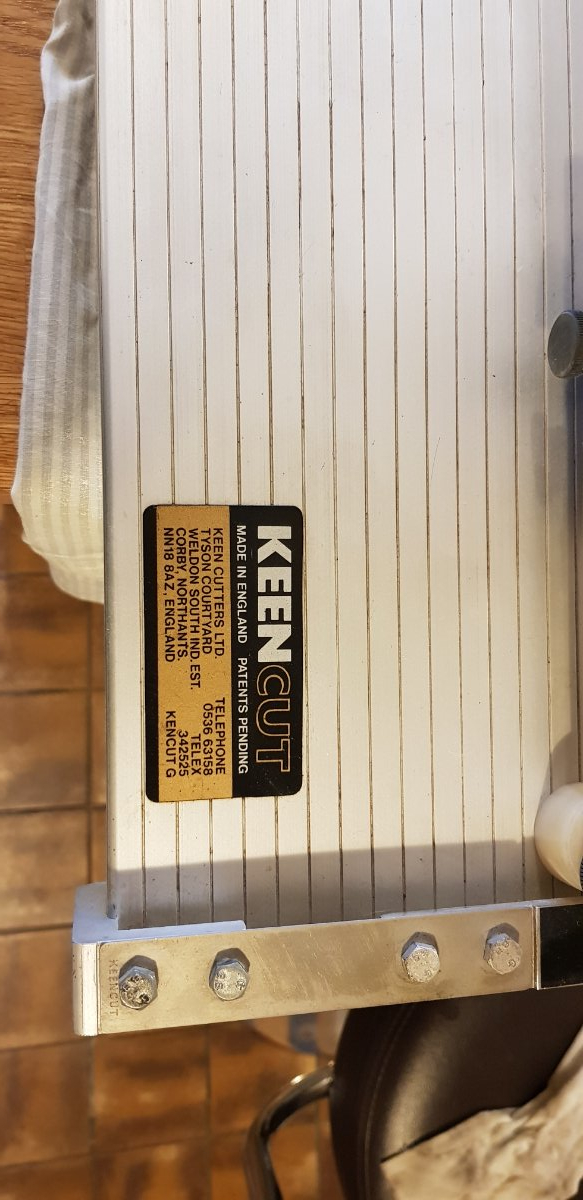 KEENCUT
MADE IN ENGLAND PATENTS PENDING
KEEN CUTTERS LTD. TELEPHONE
TYSON COURTYARD 0536 63158
WELDON SOUTH IND. EST. TELEX
CORBY, NORTHANTS. 342525
NN18 8AZ, ENGLAND KENCUT G
KEENCUT